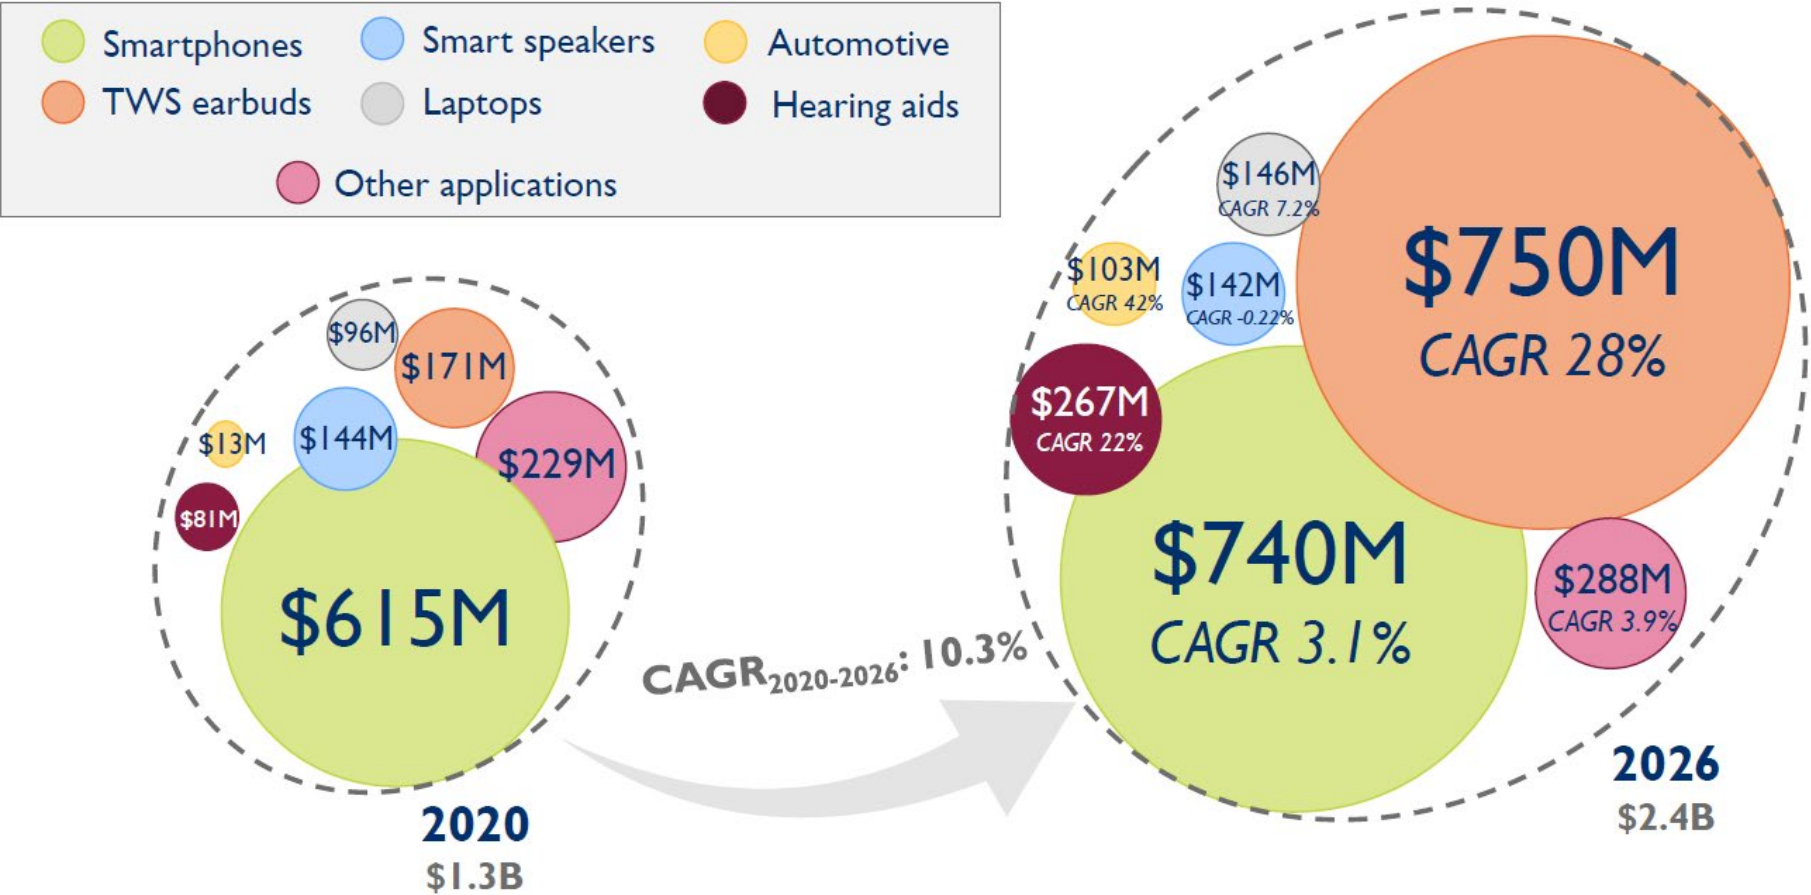 Smartphones
Smart speakers
Automotive
TWS earbuds
Laptops
Hearing aids
Other applications
$96M
$171M
$13M
$144M
$229M
$81M
$615M
2020
$1.3B
CAGR2020-2026: 10.3%
$146M
CAGR 7.2%
$103M
CAGR 42%
$142M
CAGR -0.22%
$750M
CAGR 28%
$267M
CAGR 22%
$740M
CAGR 3.1%
$288M
CAGR 3.9%
2026
$2.4B